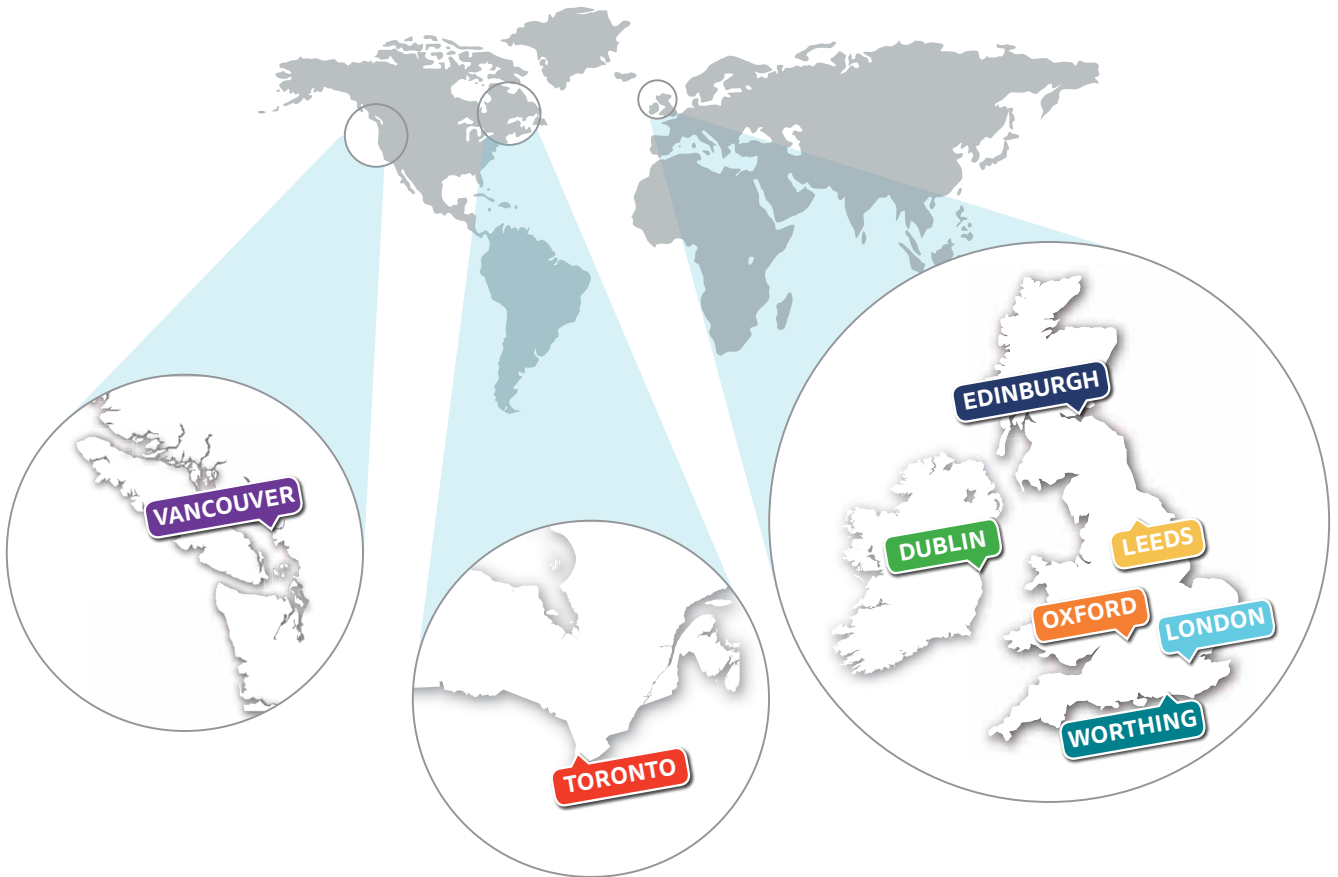 EDINBURGH
VANCOUVER
DUBLIN
LEEDS
OXFORD
LONDON
WORTHING
TORONTO